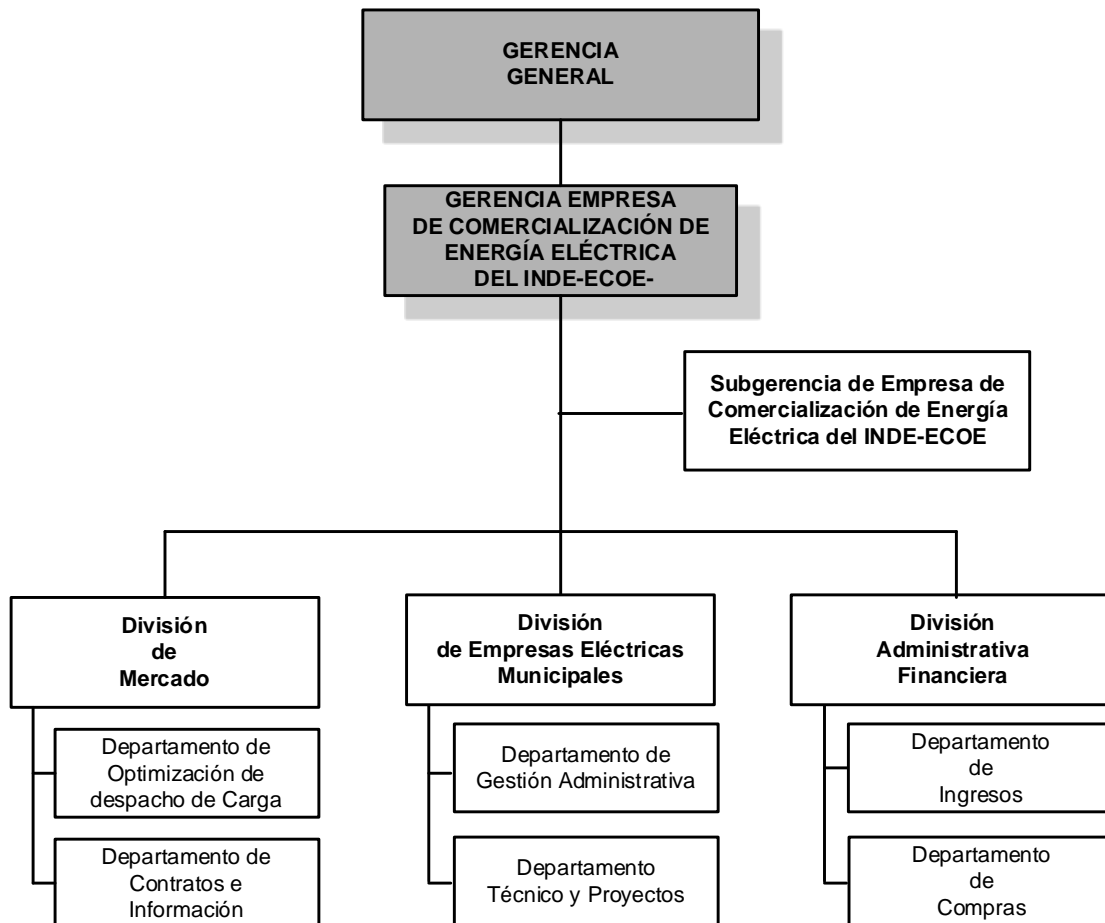 GERENCIA
GENERAL
GERENCIA EMPRESA
DE COMERCIALIZACIÓN DE
ENERGÍA ELÉCTRICA
DEL INDE-ECOE-
Subgerencia de Empresa de
Comercialización de Energía
Eléctrica del INDE-ECOE
División
de
Mercado
División
de Empresas Eléctricas
Municipales
División
Administrativa
Financiera
Departamento de
Optimización de
despacho de Carga
Departamento de
Gestión Administrativa
Departamento
de
Ingresos
Departamento de
Contratos e
Información
Departamento
Técnico y Proyectos
Departamento
de
Compras